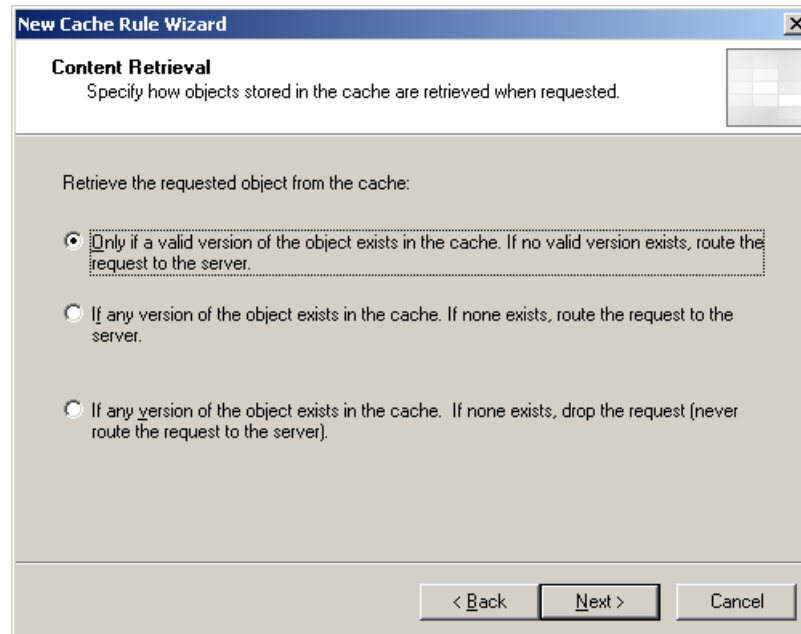 New Cache Rule Wizard
Content Retrieval
Specify how objects stored in the cache are retrieved when requested.
Retrieve the requested object from the cache:
Only if a valid version of the object exists in the cache. If no valid version exists, route the
request to the server.
If any version of the object exists in the cache. If none exists, route the request to the
server.
If any version of the object exists in the cache.  If none exists, drop the request (never
route the request to the server).
< Back
Next >
Cancel